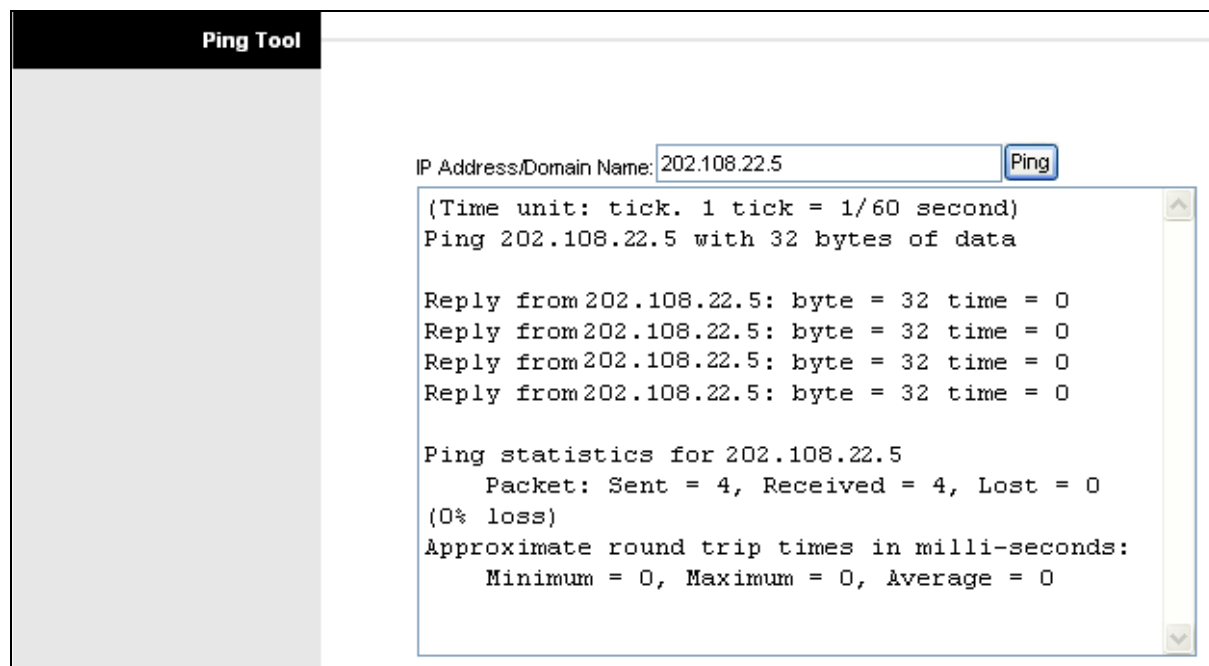 Ping Tool
IP Address/Domain Name: 202.108.22.5 Ping
(Time unit: tick. 1 tick = 1/60 second)
Ping 202.108.22.5 with 32 bytes of data
Reply from 202.108.22.5: byte = 32 time = 0
Reply from 202.108.22.5: byte = 32 time = 0
Reply from 202.108.22.5: byte = 32 time = 0
Reply from 202.108.22.5: byte = 32 time = 0
Ping statistics for 202.108.22.5
Packet: Sent = 4, Received = 4, Lost = 0
(0% loss)
Approximate round trip times in milli-seconds:
Minimum = 0, Maximum = 0, Average = 0